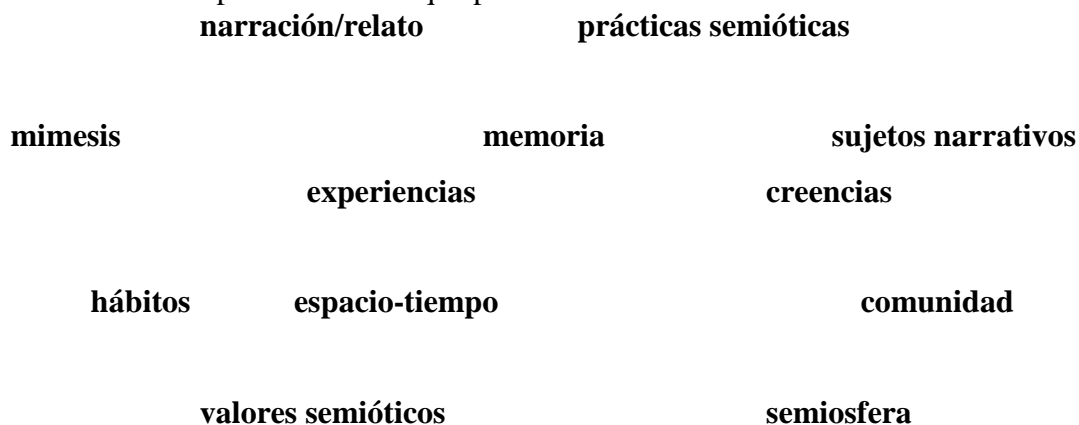 narración/relato prácticas semióticas
mimesis memoria sujetos narrativos
experiencias creencias
hábitos espacio-tiempo comunidad
valores semióticos semiosfera